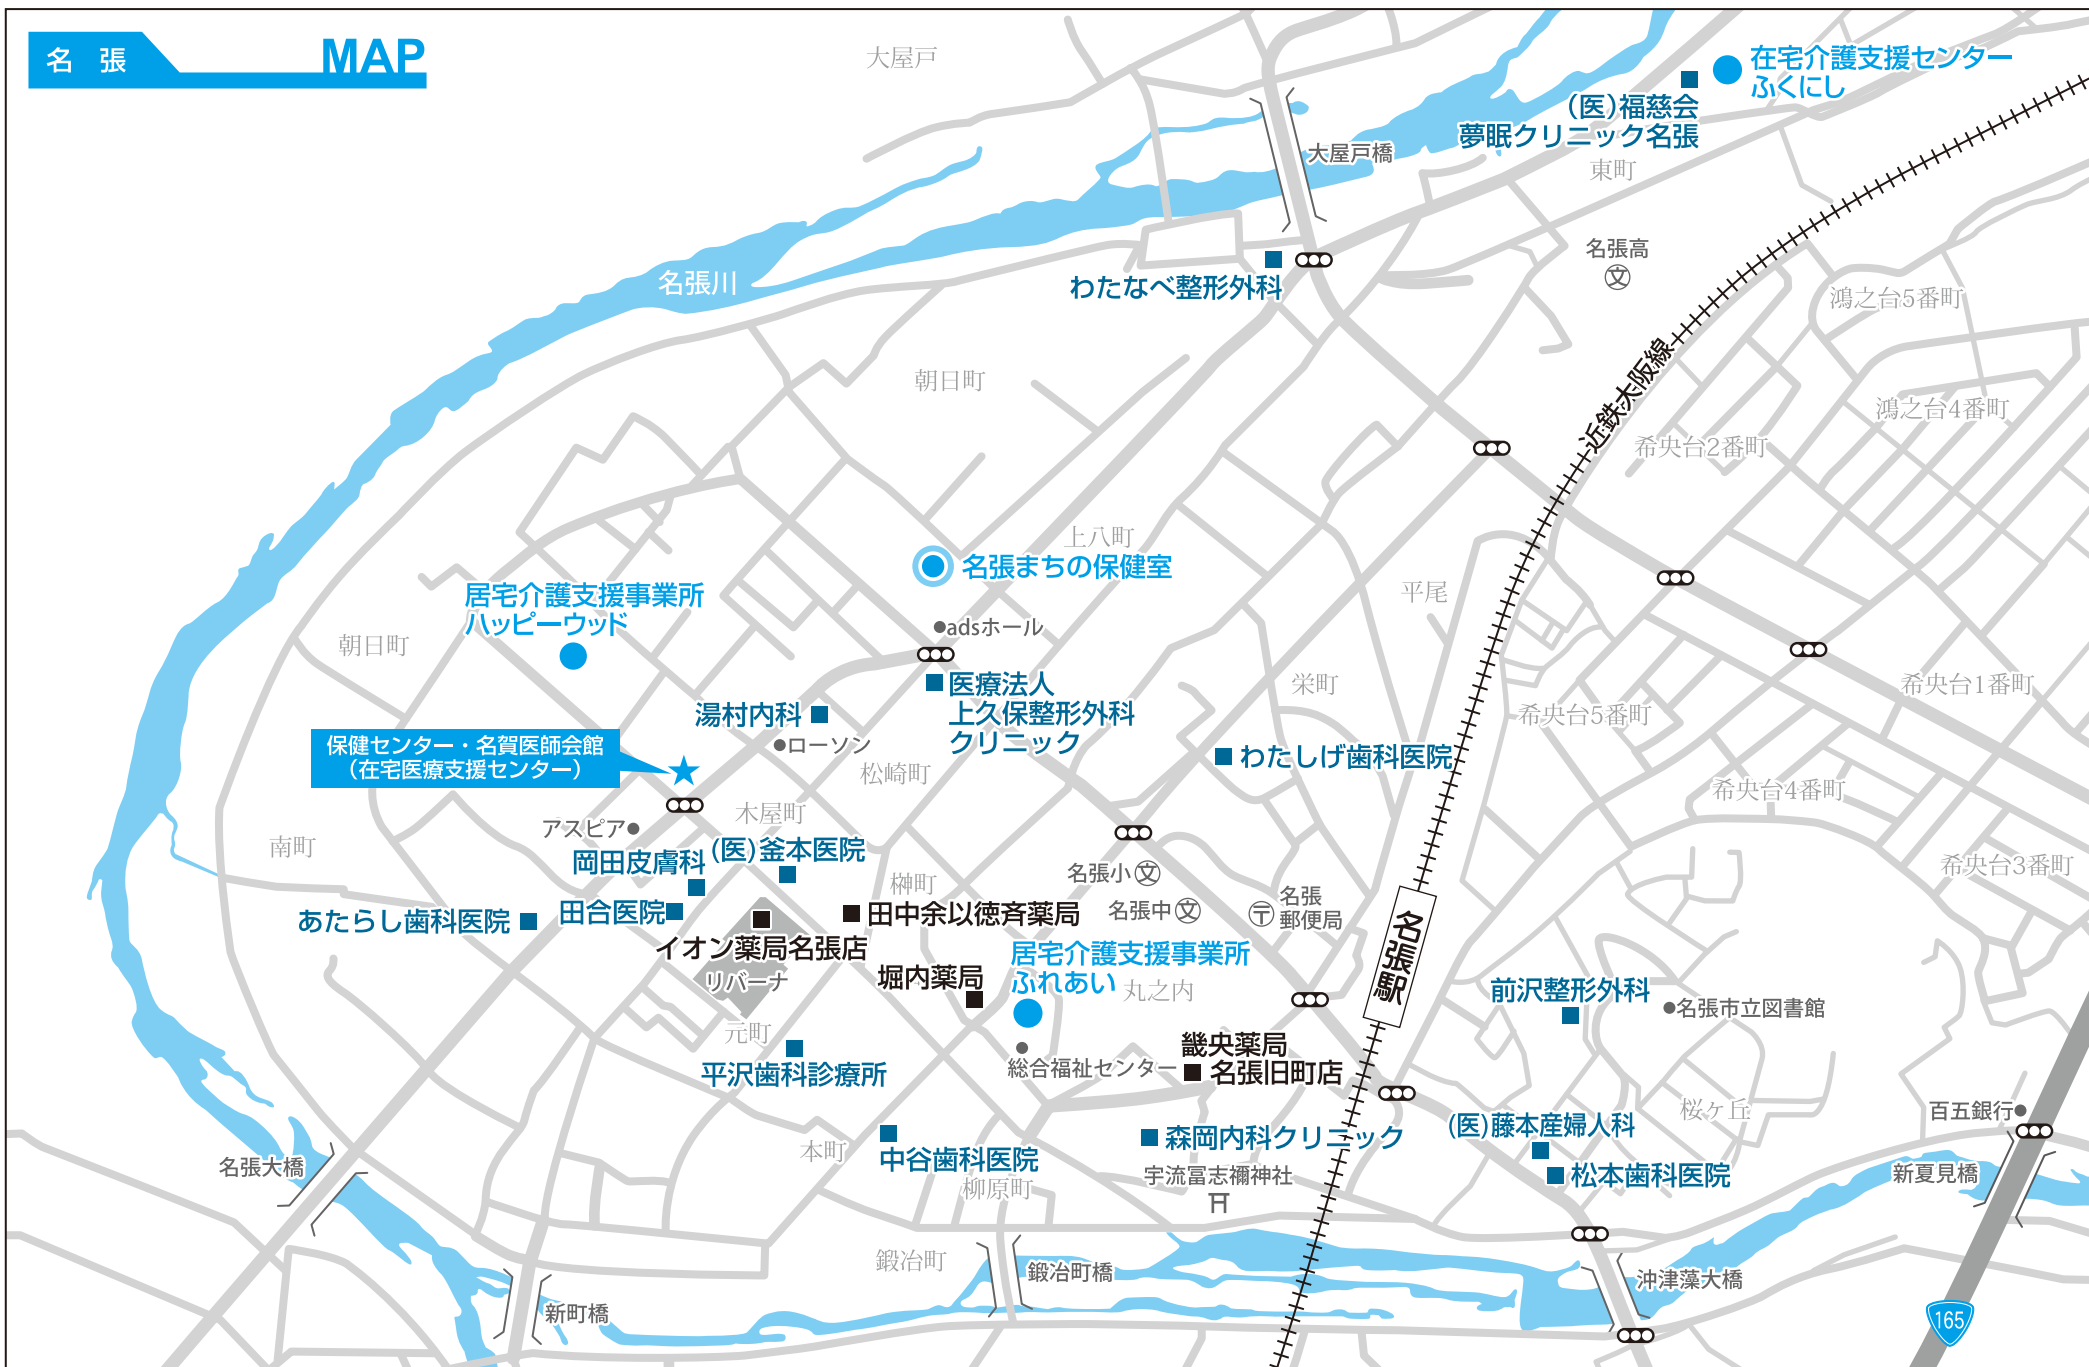 名 張 MAP
大屋戸
在宅介護支援センター
ふくにし
(医)福慈会
夢眠クリニック名張
大屋戸橋
東町
名張高
文
名張川
わたなべ整形外科
鴻之台5番町
近鉄大阪線
朝日町
鴻之台4番町
希央台2番町
上八町
名張まちの保健室
居宅介護支援事業所
ハッピーウッド
平尾
adsホール
朝日町
医療法人
上久保整形外科
クリニック
栄町
希央台1番町
湯村内科
希央台5番町
ローソン
保健センター・名賀医師会館
(在宅医療支援センター)
わたしげ歯科医院
松崎町
希央台4番町
木屋町
アスピア
南町
(医)釜本医院
岡田皮膚科
名張小
文
希央台3番町
榊町
田合医院
あたらし歯科医院
田中余以徳斉薬局
名張中
文
〒
名張
郵便局
イオン薬局名張店
リバーナ
居宅介護支援事業所
ふれあい
堀内薬局
丸之内
名張駅
前沢整形外科
名張市立図書館
元町
平沢歯科診療所
総合福祉センター
畿央薬局
名張旧町店
桜ケ丘
百五銀行
(医)藤本産婦人科
森岡内科クリニック
本町
中谷歯科医院
名張大橋
柳原町
宇流冨志禰神社
松本歯科医院
新夏見橋
鍛冶町
鍛冶町橋
沖津藻大橋
新町橋
165